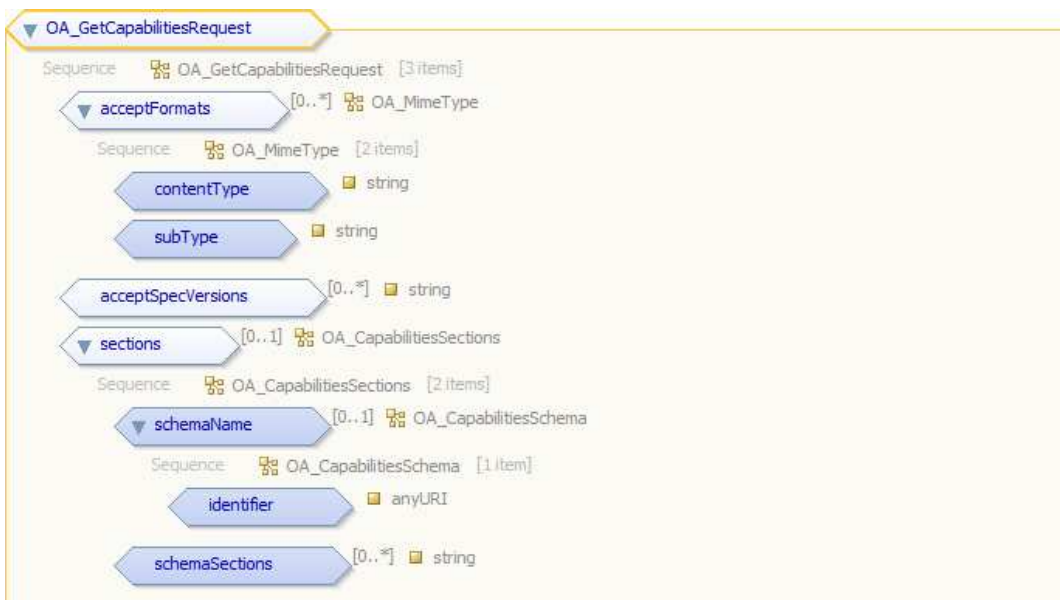 OA_GetCapabilitiesRequest
Sequence OA_GetCapabilitiesRequest [3 items]
acceptFormats [0..*] OA_MimeType
Sequence OA_MimeType [2 items]
contentType string
subType string
acceptSpecVersions [0..*] string
sections [0..1] OA_CapabilitiesSections
Sequence OA_CapabilitiesSections [2 items]
schemaName [0..1] OA_CapabilitiesSchema
Sequence OA_CapabilitiesSchema [1 item]
identifier anyURI
schemaSections [0..*] string